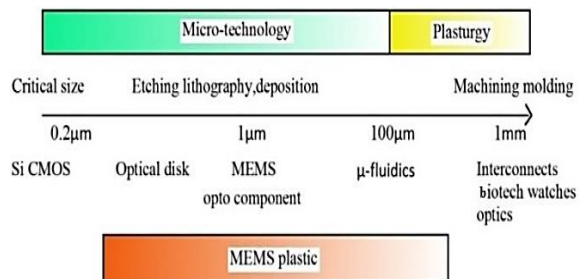 Micro-technology Plasturgy
Critical size Etching lithography,deposition Machining molding
0.2μm 1μm 100μm 1mm
Si CMOS Optical disk MEMS μ-fluidics Interconnects
opto component biotech watches
optics
MEMS plastic